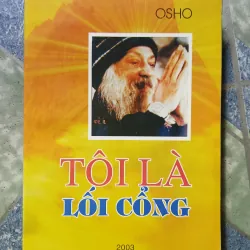 OSHO
TÔI LÀ
LỐI CỔNG
2003